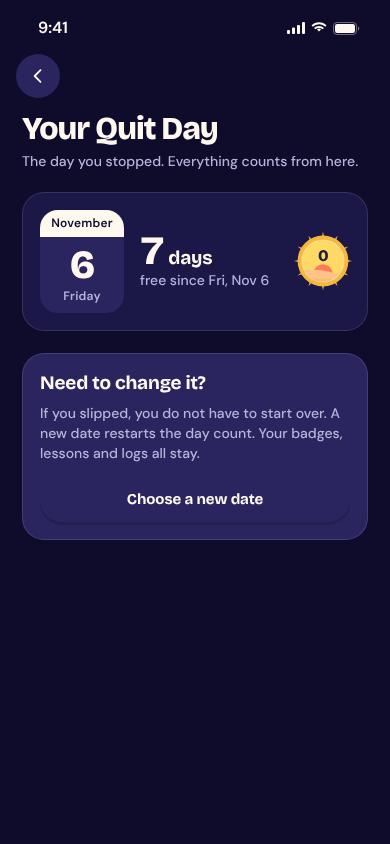 9:41
Your Quit Day
The day you stopped. Everything counts from here.
November
6
Friday
7 days
free since Fri, Nov 6
0
Need to change it?
If you slipped, you do not have to start over. A
new date restarts the day count. Your badges,
lessons and logs all stay.
Choose a new date